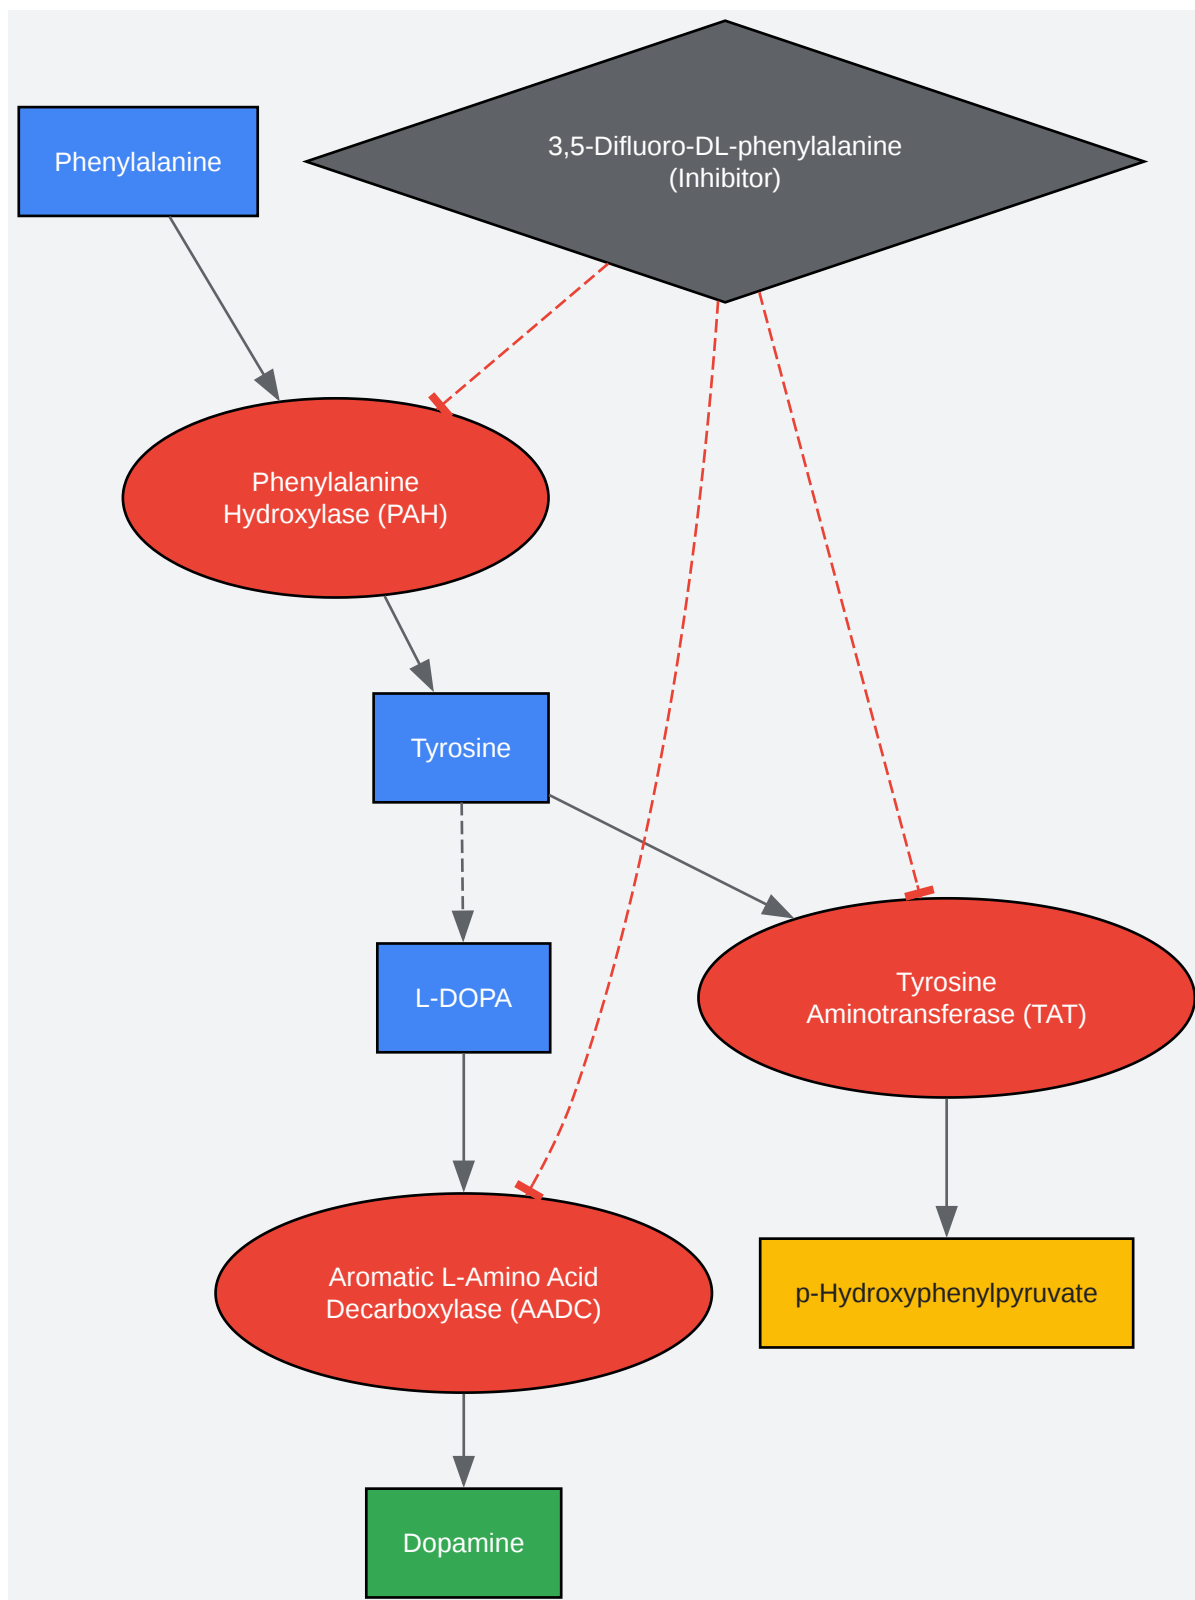 Phenylalanine
3,5-Difluoro-DL-phenylalanine
(Inhibitor)
Phenylalanine
Hydroxylase (PAH)
Tyrosine
L-DOPA
Tyrosine
Aminotransferase (TAT)
Aromatic L-Amino Acid
Decarboxylase (AADC)
p-Hydroxyphenylpyruvate
Dopamine